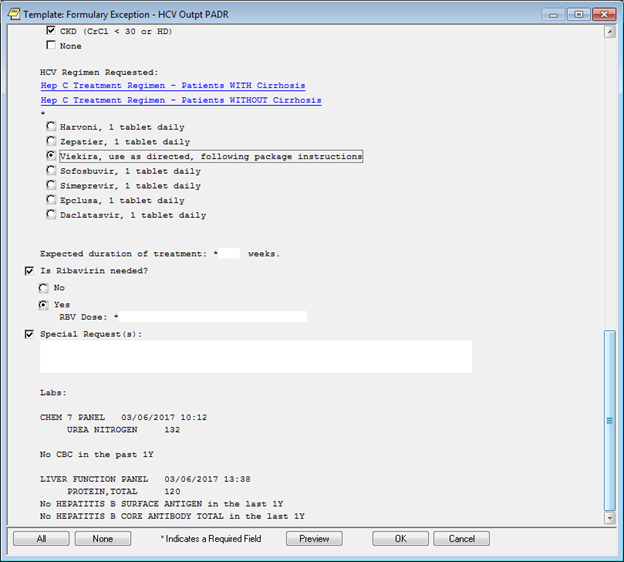 Template: Formulary Exception - HCV Outpt PADR
CKD (CrCl < 30 or HD)
None
HCV Regimen Requested:
Hep C Treatment Regimen - Patients WITH Cirrhosis
Hep C Treatment Regimen - Patients WITHOUT Cirrhosis
*
Harvoni, 1 tablet daily
Zepatier, 1 tablet daily
Viekira, use as directed, following package instructions
Sofosbuvir, 1 tablet daily
Simeprevir, 1 tablet daily
Epclusa, 1 tablet daily
Daclatasvir, 1 tablet daily
Expected duration of treatment: * weeks.
Is Ribavirin needed?
No
Yes
RBV Dose: *
Special Request(s):
Labs:
CHEM 7 PANEL 03/06/2017 10:12
UREA NITROGEN 132
No CBC in the past 1Y
LIVER FUNCTION PANEL 03/06/2017 13:38
PROTEIN,TOTAL 120
No HEPATITIS B SURFACE ANTIGEN in the last 1Y
No HEPATITIS B CORE ANTIBODY TOTAL in the last 1Y
All None * Indicates a Required Field Preview OK Cancel